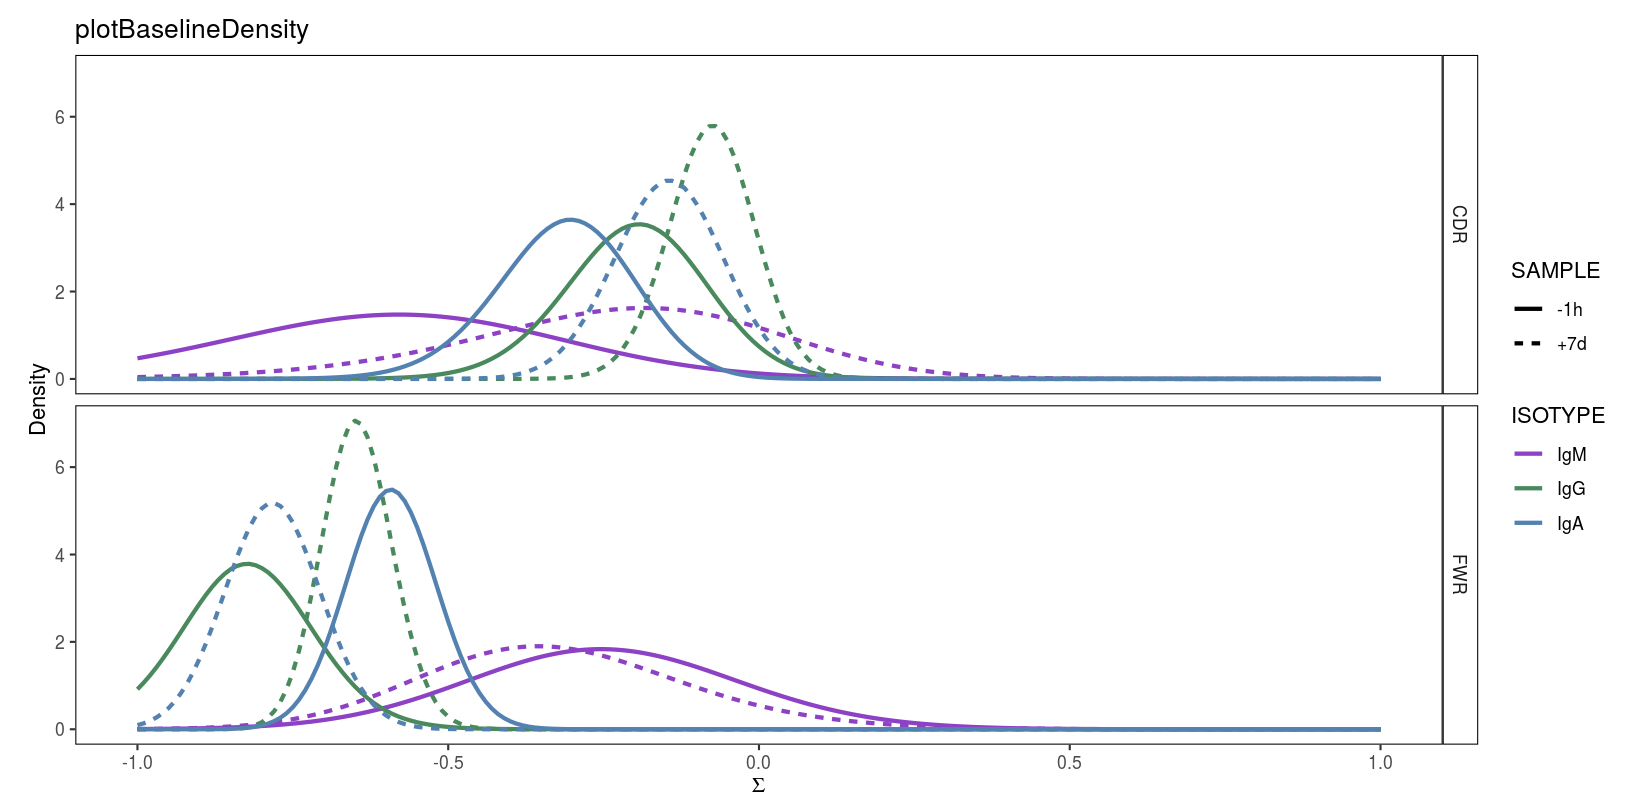 plotBaselineDensity
6
4
2
0
CDR
Density
6
4
2
0
FWR
-1.0
-0.5
0.0
0.5
1.0
Σ
SAMPLE
-1h
+7d
ISOTYPE
IgM
IgG
IgA